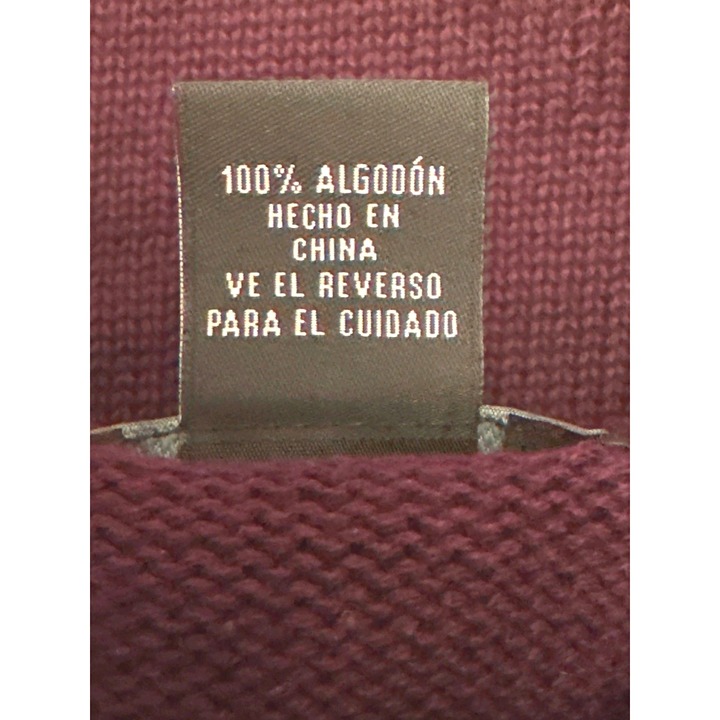 100% ALGODÓN
HECHO EN
CHINA
VE EL REVERSO
PARA EL CUIDADO